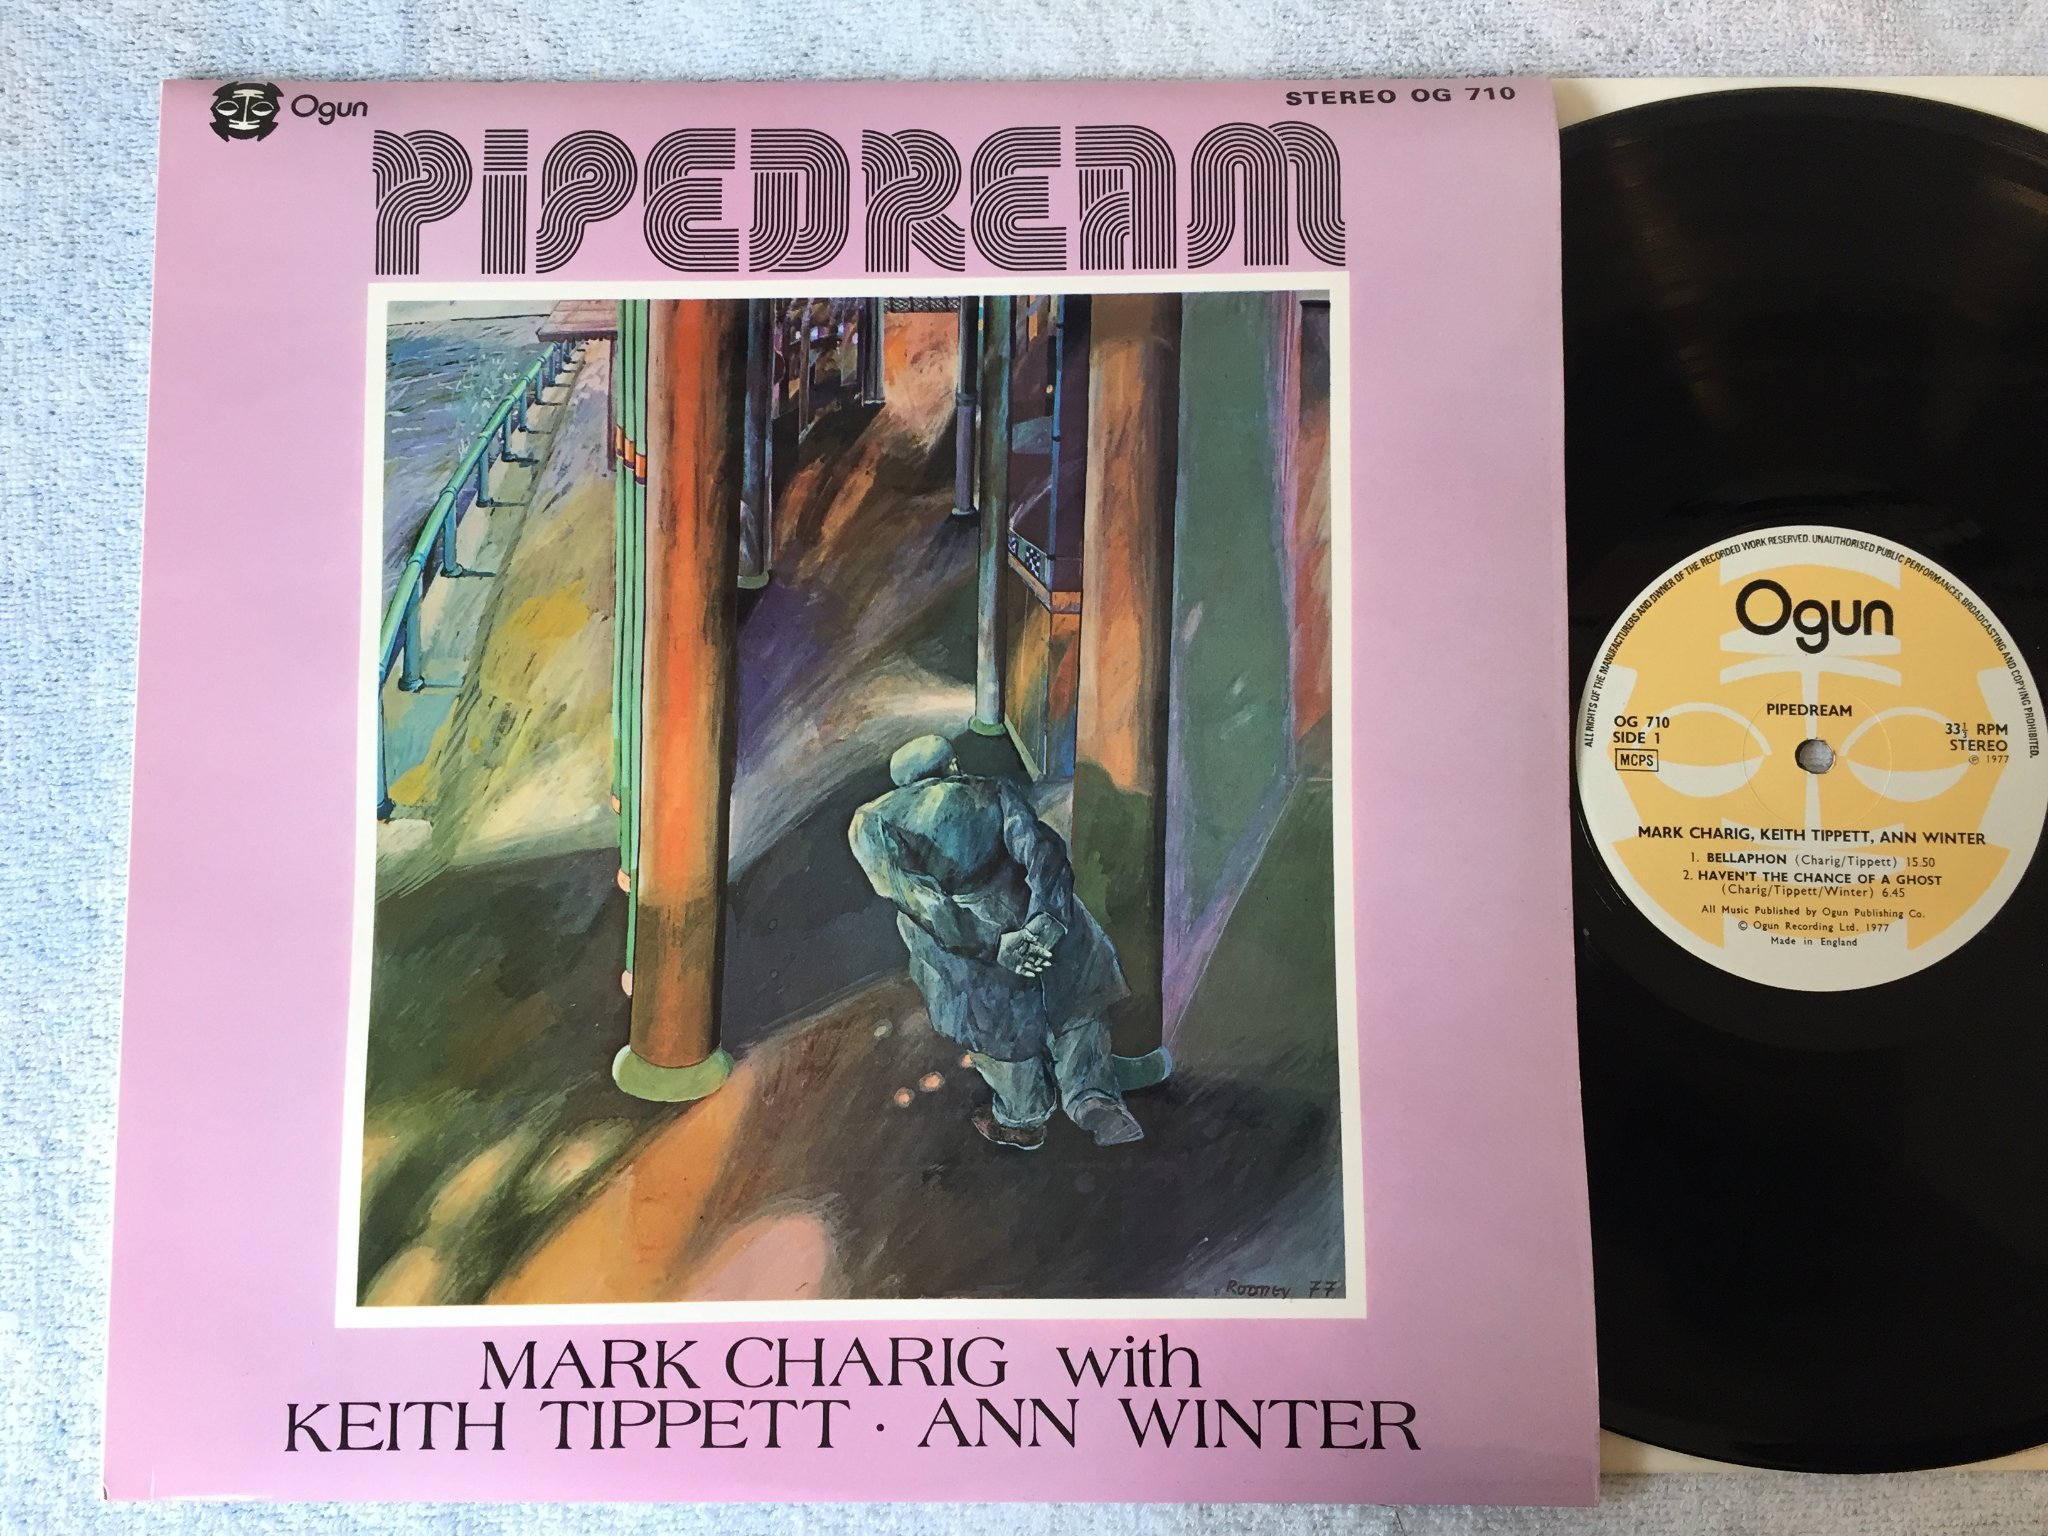 Ogun
STEREO OG 710
PIPEDREAM
Rooney 77
MARK CHARIG with
KEITH TIPPETT · ANN WINTER
ALL RIGHTS OF THE MANUFACTURERS AND OWNER OF THE RECORDED WORK RESERVED. UNAUTHORISED PUBLIC PERFORMANCES, BROADCASTING AND COPYING PROHIBITED.
Ogun
PIPEDREAM
OG 710
SIDE 1
MCPS
33⅓ RPM
STEREO
℗ 1977
MARK CHARIG, KEITH TIPPETT, ANN WINTER
1. BELLAPHON (Charig/Tippett) 15.50
2. HAVEN'T THE CHANCE OF A GHOST
(Charig/Tippett/Winter) 6.45
All Music Published by Ogun Publishing Co.
© Ogun Recording Ltd. 1977
Made in England